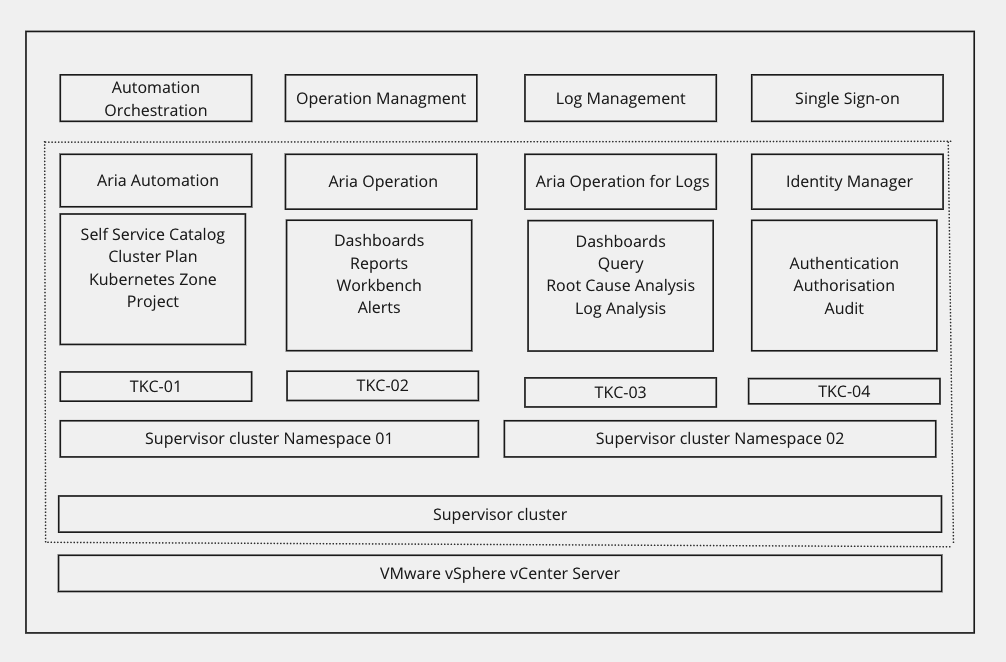 Automation
Orchestration
Operation Managment
Log Management
Single Sign-on
Aria Automation
Aria Operation
Aria Operation for Logs
Identity Manager
Self Service Catalog
Cluster Plan
Kubernetes Zone
Project
Dashboards
Reports
Workbench
Alerts
Dashboards
Query
Root Cause Analysis
Log Analysis
Authentication
Authorisation
Audit
TKC-01
TKC-02
TKC-03
TKC-04
Supervisor cluster Namespace 01
Supervisor cluster Namespace 02
Supervisor cluster
VMware vSphere vCenter Server